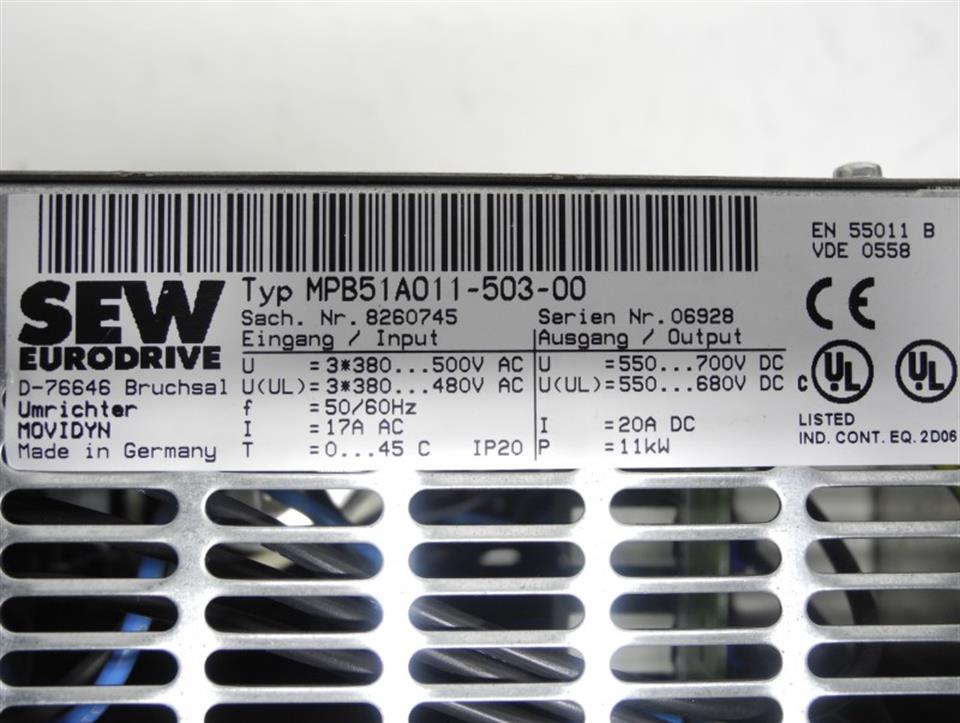 EN 55011 B
VDE 0558
SEW
EURODRIVE
D-76646 Bruchsal
Umrichter
MOVIDYN
Made in Germany
Typ MPB51A011-503-00
Sach. Nr. 8260745 Serien Nr. 06928
Eingang / Input Ausgang / Output
U = 3*380...500V AC U = 550...700V DC
U(UL) = 3*380...480V AC U(UL) = 550...680V DC
f = 50/60Hz
I = 17A AC I = 20A DC
T = 0...45 C IP20 P = 11kW
CE
c UL UL
LISTED
IND. CONT. EQ. 2D06